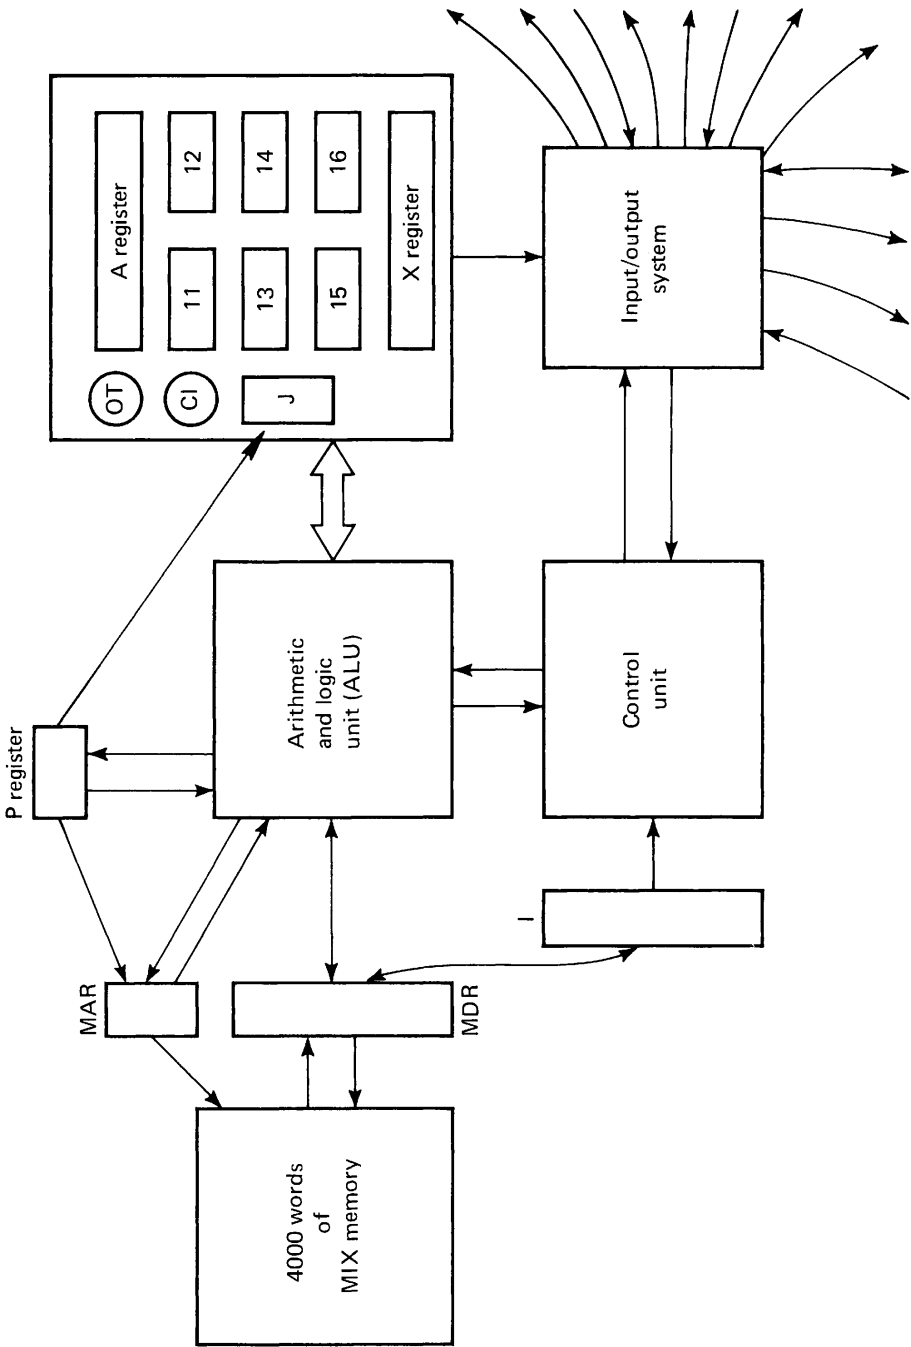 P register
MAR
OT
A register
CI
11
12
J
13
14
15
16
X register
4000 words
of
MIX memory
Arithmetic
and logic
unit (ALU)
MDR
I
Control
unit
Input/output
system